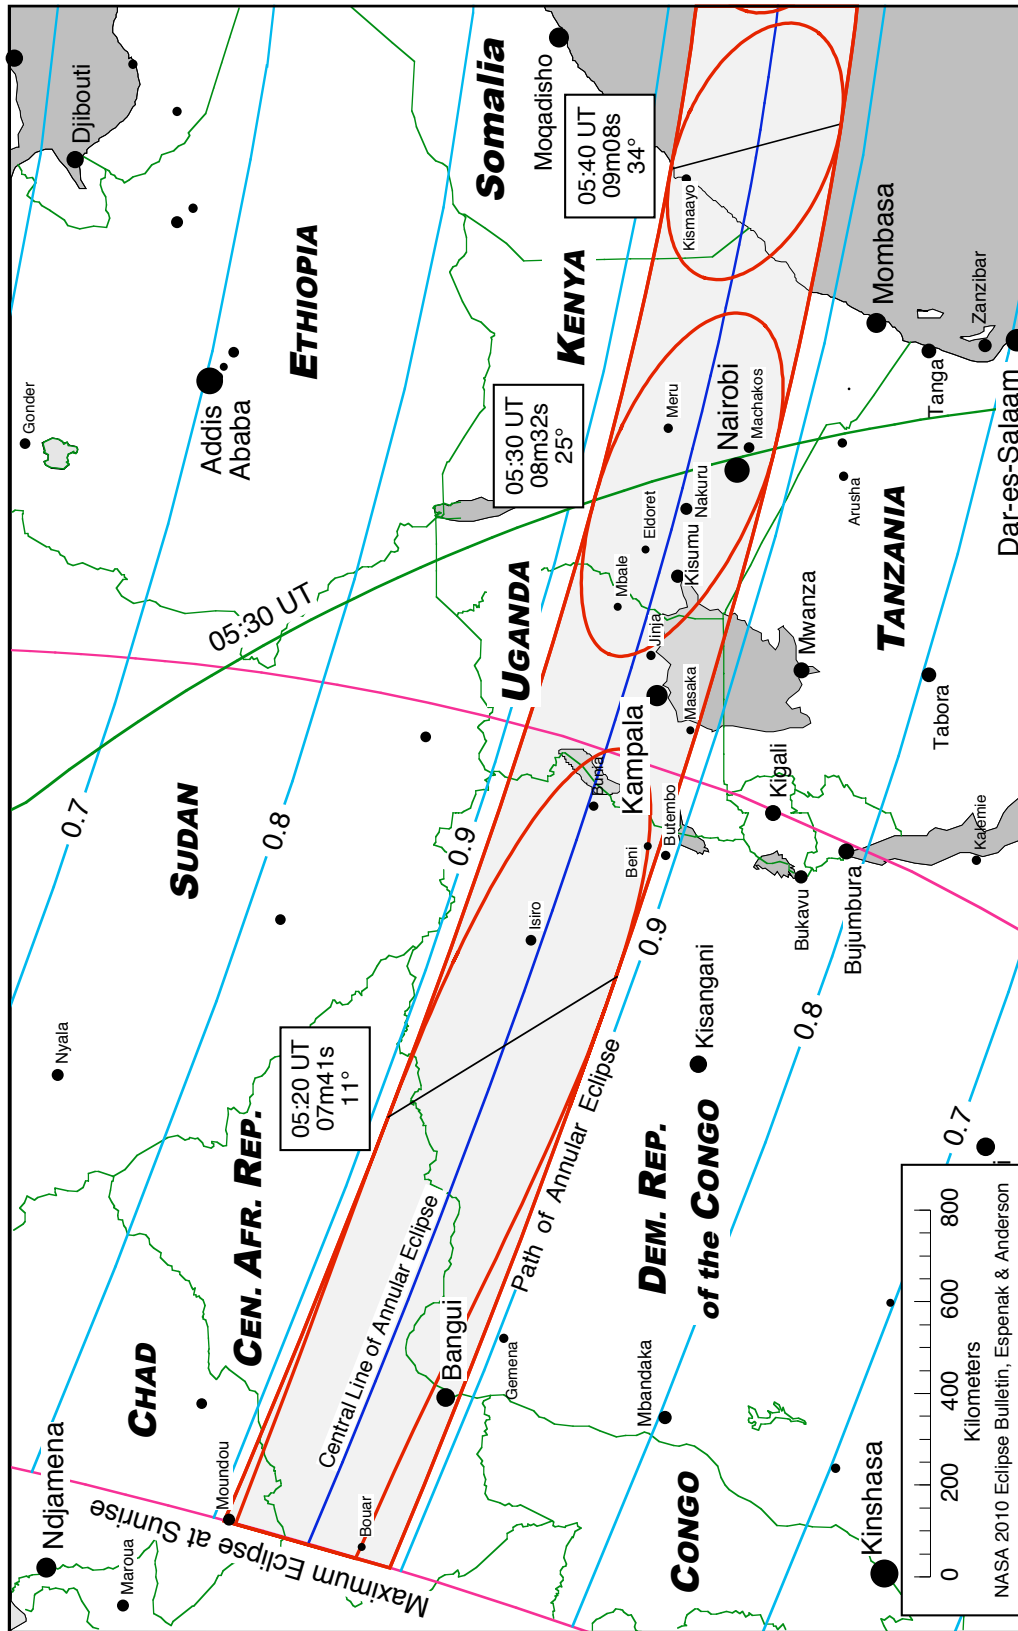 Djibouti
Gonder
Addis
Ababa
ETHIOPIA
Somalia
Moqadisho
05:40 UT
09m08s
34°
Kismaayo
KENYA
05:30 UT
08m32s
25°
Meru
Nairobi
Machakos
Nakuru
Eldoret
Kisumu
Mbale
Jinja
Mombasa
Zanzibar
Tanga
Dar-es-Salaam
Arusha
TANZANIA
Mwanza
Tabora
05:30 UT
UGANDA
Kampala
Masaka
Bunia
Beni
Butembo
Kigali
Bukavu
Bujumbura
Kalemie
SUDAN
0.7
0.8
0.9
Nyala
Isiro
0.9
0.8
0.7
Kisangani
05:20 UT
07m41s
11°
CEN. AFR. REP.
CHAD
Ndjamena
Maroua
Moundou
Bouar
Maximum Eclipse at Sunrise
Central Line of Annular Eclipse
Path of Annular Eclipse
Bangui
Gemena
DEM. REP.
of the CONGO
Mbandaka
CONGO
Kinshasa
0 200 400 600 800
Kilometers
NASA 2010 Eclipse Bulletin, Espenak & Anderson